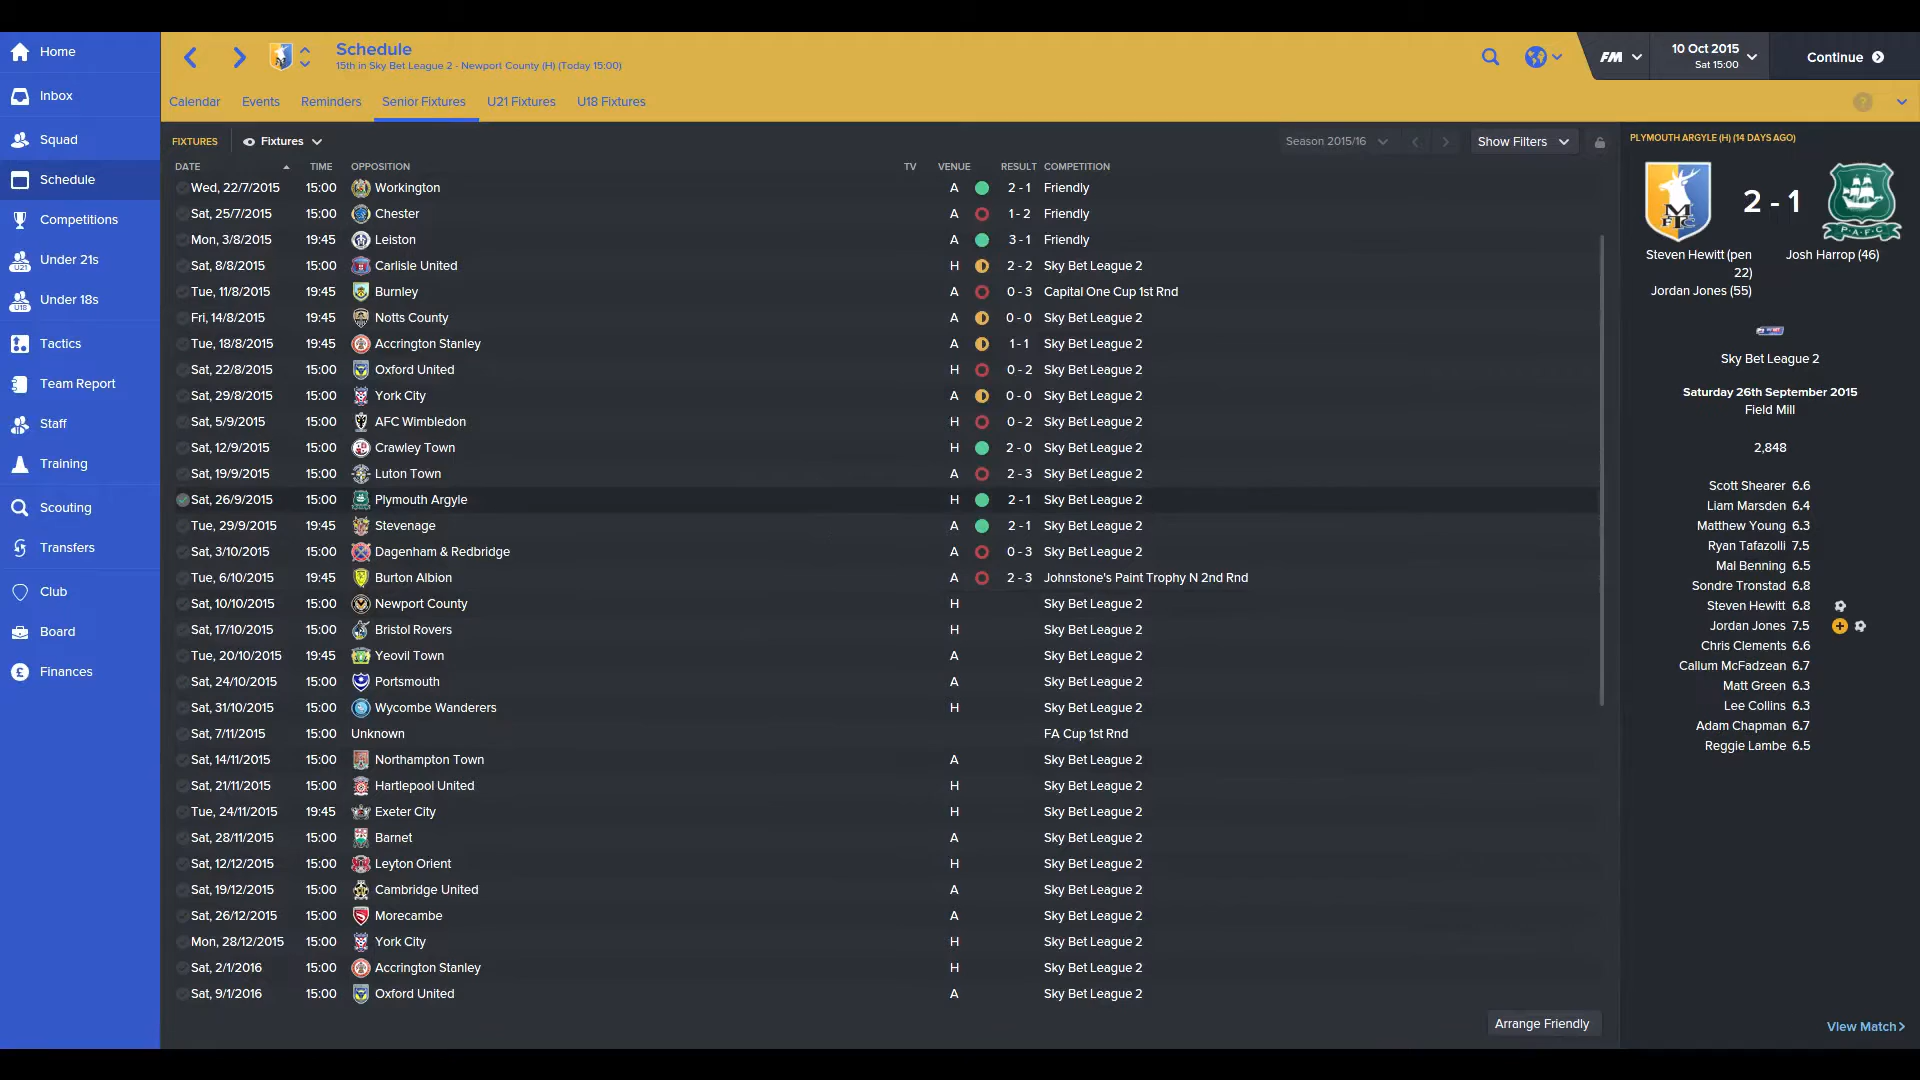 Home
Inbox
Squad
Schedule
Competitions
Under 21s
Under 18s
Tactics
Team Report
Staff
Training
Scouting
Transfers
Club
Board
Finances
Schedule
15th in Sky Bet League 2 - Newport County (H) (Today 15:00)
FM
10 Oct 2015
Sat 15:00
Continue
Calendar Events Reminders Senior Fixtures U21 Fixtures U18 Fixtures
?
FIXTURES Fixtures Season 2015/16 Show Filters
DATE TIME OPPOSITION TV VENUE RESULT COMPETITION
Wed, 22/7/2015 15:00 Workington A 2 - 1 Friendly
Sat, 25/7/2015 15:00 Chester A 1 - 2 Friendly
Mon, 3/8/2015 19:45 Leiston A 3 - 1 Friendly
Sat, 8/8/2015 15:00 Carlisle United H 2 - 2 Sky Bet League 2
Tue, 11/8/2015 19:45 Burnley A 0 - 3 Capital One Cup 1st Rnd
Fri, 14/8/2015 19:45 Notts County A 0 - 0 Sky Bet League 2
Tue, 18/8/2015 19:45 Accrington Stanley A 1 - 1 Sky Bet League 2
Sat, 22/8/2015 15:00 Oxford United H 0 - 2 Sky Bet League 2
Sat, 29/8/2015 15:00 York City A 0 - 0 Sky Bet League 2
Sat, 5/9/2015 15:00 AFC Wimbledon H 0 - 2 Sky Bet League 2
Sat, 12/9/2015 15:00 Crawley Town H 2 - 0 Sky Bet League 2
Sat, 19/9/2015 15:00 Luton Town A 2 - 3 Sky Bet League 2
Sat, 26/9/2015 15:00 Plymouth Argyle H 2 - 1 Sky Bet League 2
Tue, 29/9/2015 19:45 Stevenage A 2 - 1 Sky Bet League 2
Sat, 3/10/2015 15:00 Dagenham & Redbridge A 0 - 3 Sky Bet League 2
Tue, 6/10/2015 19:45 Burton Albion A 2 - 3 Johnstone's Paint Trophy N 2nd Rnd
Sat, 10/10/2015 15:00 Newport County H Sky Bet League 2
Sat, 17/10/2015 15:00 Bristol Rovers H Sky Bet League 2
Tue, 20/10/2015 19:45 Yeovil Town A Sky Bet League 2
Sat, 24/10/2015 15:00 Portsmouth A Sky Bet League 2
Sat, 31/10/2015 15:00 Wycombe Wanderers H Sky Bet League 2
Sat, 7/11/2015 15:00 Unknown FA Cup 1st Rnd
Sat, 14/11/2015 15:00 Northampton Town A Sky Bet League 2
Sat, 21/11/2015 15:00 Hartlepool United H Sky Bet League 2
Tue, 24/11/2015 19:45 Exeter City H Sky Bet League 2
Sat, 28/11/2015 15:00 Barnet A Sky Bet League 2
Sat, 12/12/2015 15:00 Leyton Orient H Sky Bet League 2
Sat, 19/12/2015 15:00 Cambridge United A Sky Bet League 2
Sat, 26/12/2015 15:00 Morecambe A Sky Bet League 2
Mon, 28/12/2015 15:00 York City H Sky Bet League 2
Sat, 2/1/2016 15:00 Accrington Stanley H Sky Bet League 2
Sat, 9/1/2016 15:00 Oxford United A Sky Bet League 2
Arrange Friendly
PLYMOUTH ARGYLE (H) (14 DAYS AGO)
2 - 1
P.A.F.C
Steven Hewitt (pen 22)
Jordan Jones (55)
Josh Harrop (46)
Sky Bet League 2
Saturday 26th September 2015
Field Mill
2,848
Scott Shearer 6.6
Liam Marsden 6.4
Matthew Young 6.3
Ryan Tafazolli 7.5
Mal Benning 6.5
Sondre Tronstad 6.8
Steven Hewitt 6.8
Jordan Jones 7.5
Chris Clements 6.6
Callum McFadzean 6.7
Matt Green 6.3
Lee Collins 6.3
Adam Chapman 6.7
Reggie Lambe 6.5
View Match>